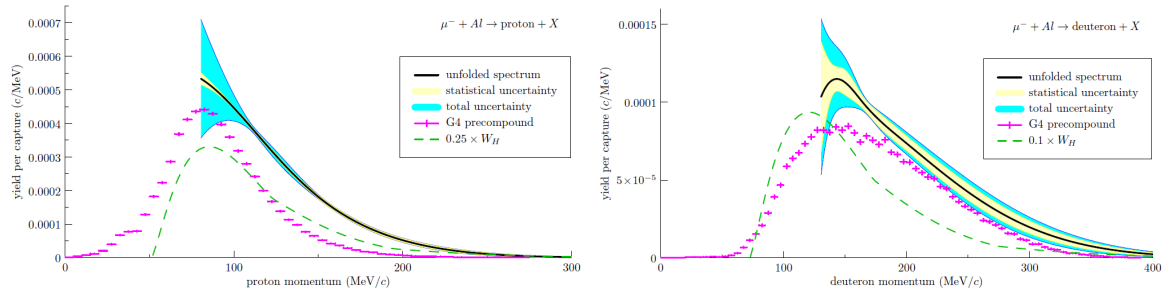 μ⁻ + Al → proton + X
unfolded spectrum
statistical uncertainty
total uncertainty
G4 precompound
0.25 × W_H
yield per capture (c/MeV)
0.0007
0.0006
0.0005
0.0004
0.0003
0.0002
0.0001
0
0 100 200 300
proton momentum (MeV/c)
μ⁻ + Al → deuteron + X
unfolded spectrum
statistical uncertainty
total uncertainty
G4 precompound
0.1 × W_H
yield per capture (c/MeV)
0.00015
0.0001
5×10⁻⁵
0
0 100 200 300 400
deuteron momentum (MeV/c)